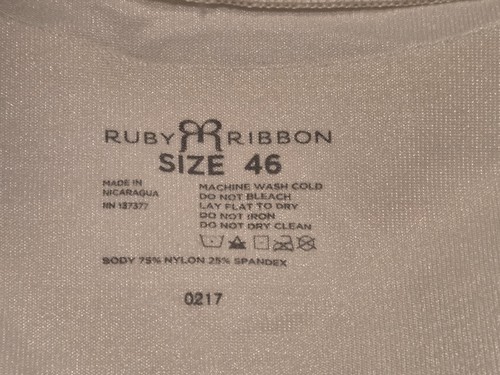 RUBY RIBBON
SIZE 46
MADE IN
NICARAGUA
RN 137377
MACHINE WASH COLD
DO NOT BLEACH
LAY FLAT TO DRY
DO NOT IRON
DO NOT DRY CLEAN
BODY 75% NYLON 25% SPANDEX
0217